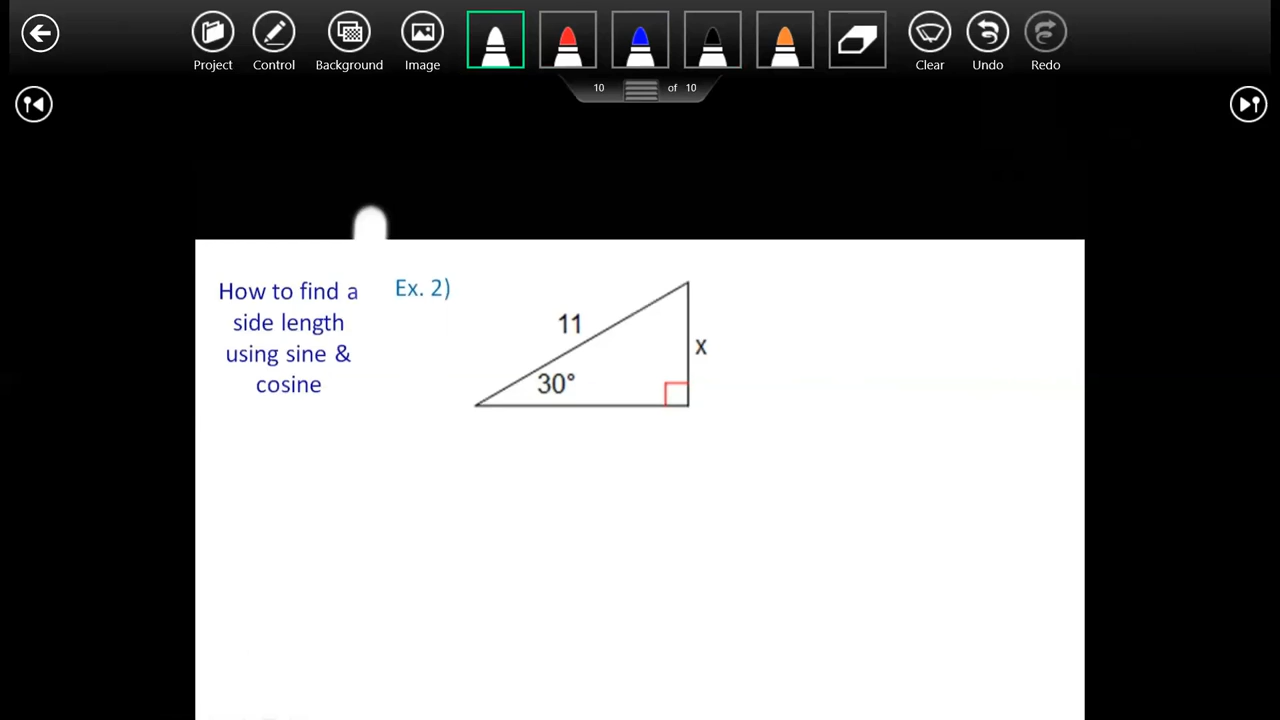 Project Control Background Image Clear Undo Redo
10 of 10
How to find a
side length
using sine &
cosine
Ex. 2)
11
x
30°